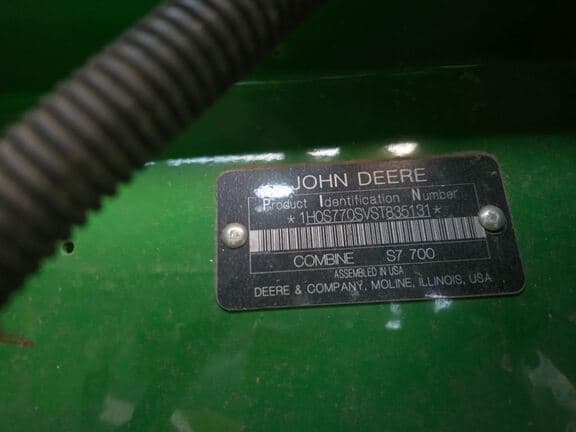 JOHN DEERE
Product Identification Number
*1H0S770SVST835131*
COMBINE S7 700
ASSEMBLED IN USA
DEERE & COMPANY, MOLINE, ILLINOIS, USA